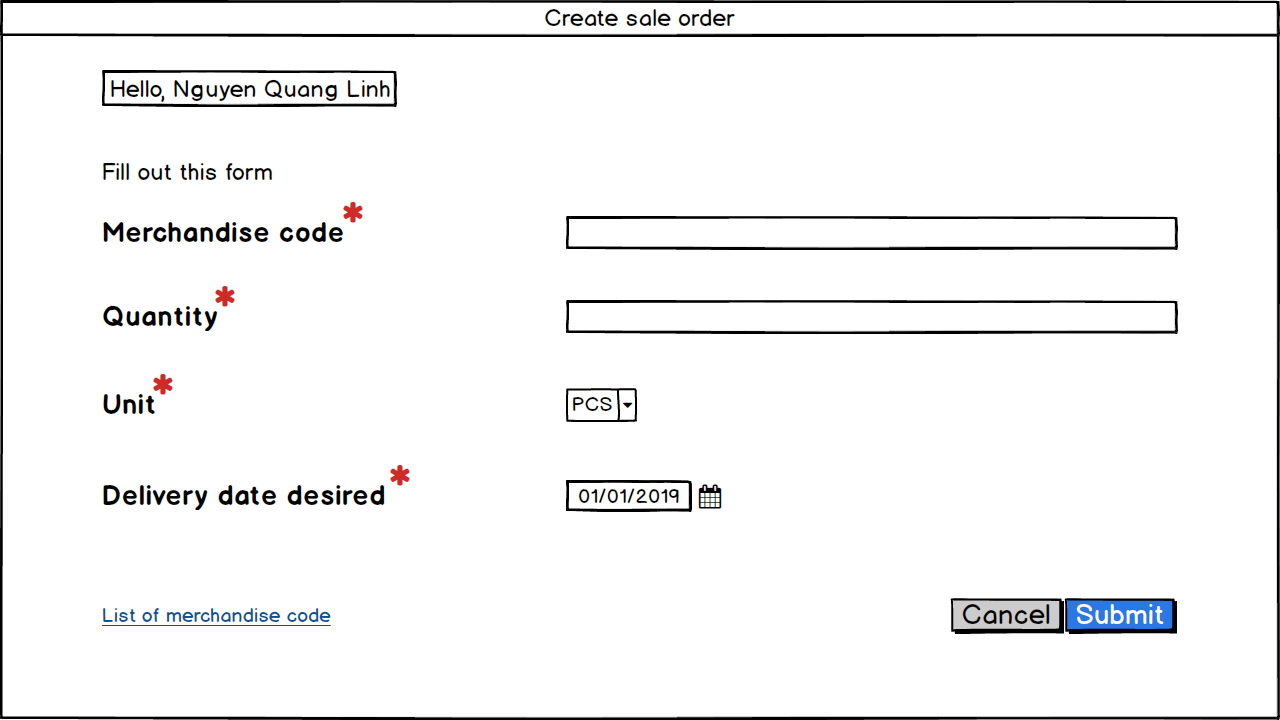 Create sale order
Hello, Nguyen Quang Linh
Fill out this form
Merchandise code*
Quantity*
Unit*
PCS
Delivery date desired*
01/01/2019
List of merchandise code
Cancel
Submit